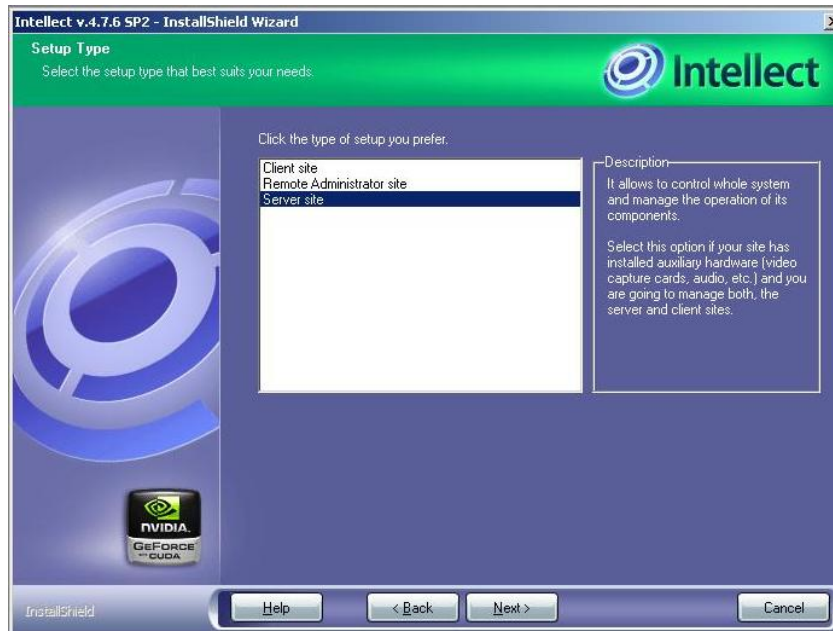 Intellect v.4.7.6 SP2 - InstallShield Wizard
Setup Type
Select the setup type that best suits your needs.
Intellect
Click the type of setup you prefer.
Client site
Remote Administrator site
Server site
Description
It allows to control whole system
and manage the operation of its
components.
Select this option if your site has
installed auxiliary hardware (video
capture cards, audio, etc.) and you
are going to manage both, the
server and client sites.
NVIDIA.
GEFORCE
CUDA
InstallShield
Help
< Back
Next >
Cancel